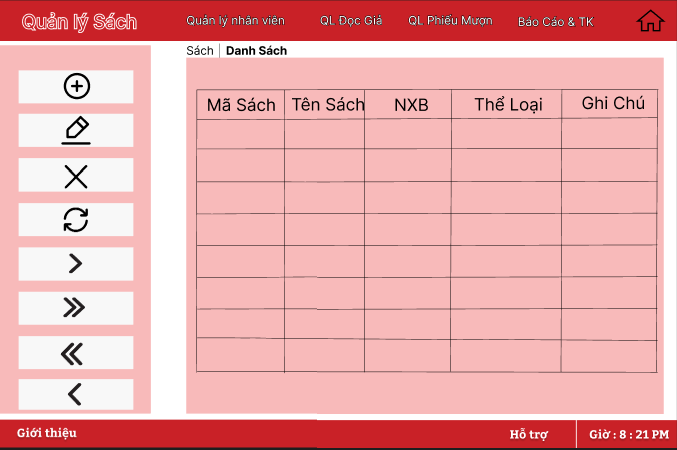 Quản lý Sách
Quản lý nhân viên
QL Đọc Giả
QL Phiếu Mượn
Báo Cáo & TK
Sách | Danh Sách
Mã Sách
Tên Sách
NXB
Thể Loại
Ghi Chú
Giới thiệu
Hỗ trợ
Giờ : 8 : 21 PM